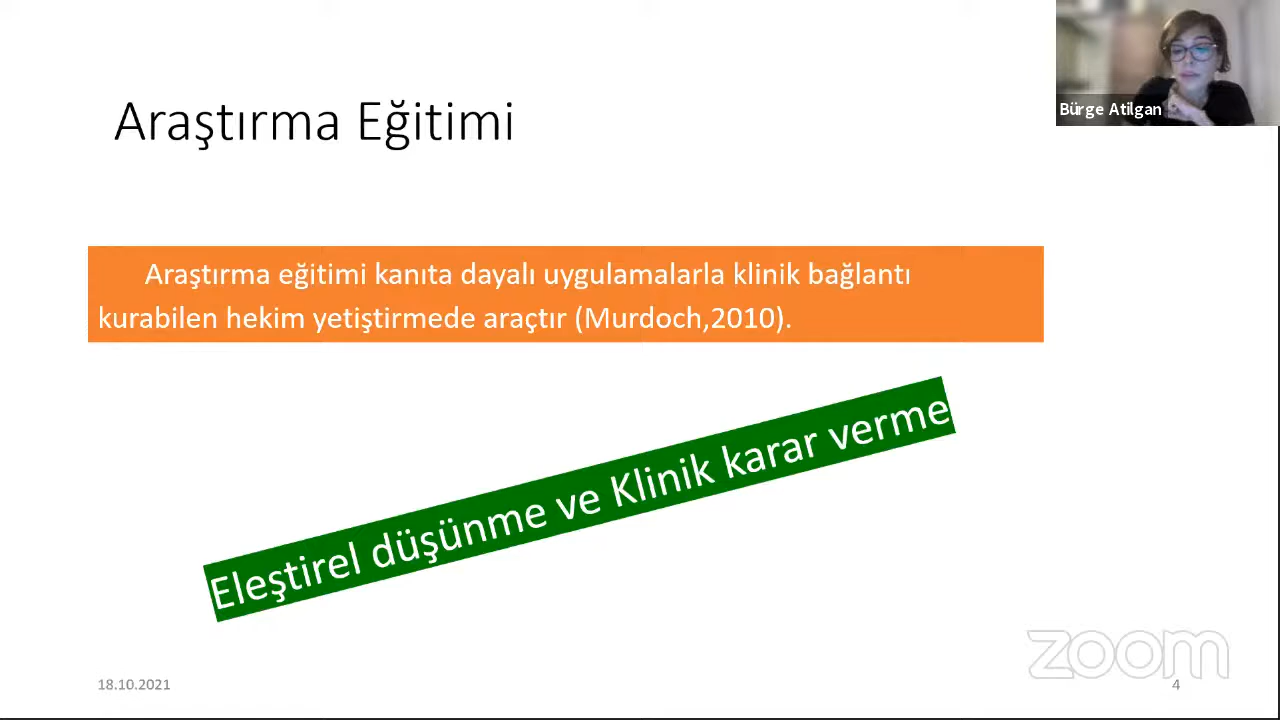 Bürge Atilgan
Araştırma Eğitimi
Araştırma eğitimi kanıta dayalı uygulamalarla klinik bağlantı
kurabilen hekim yetiştirmede araçtır (Murdoch,2010).
Eleştirel düşünme ve Klinik karar verme
zoom
18.10.2021
4